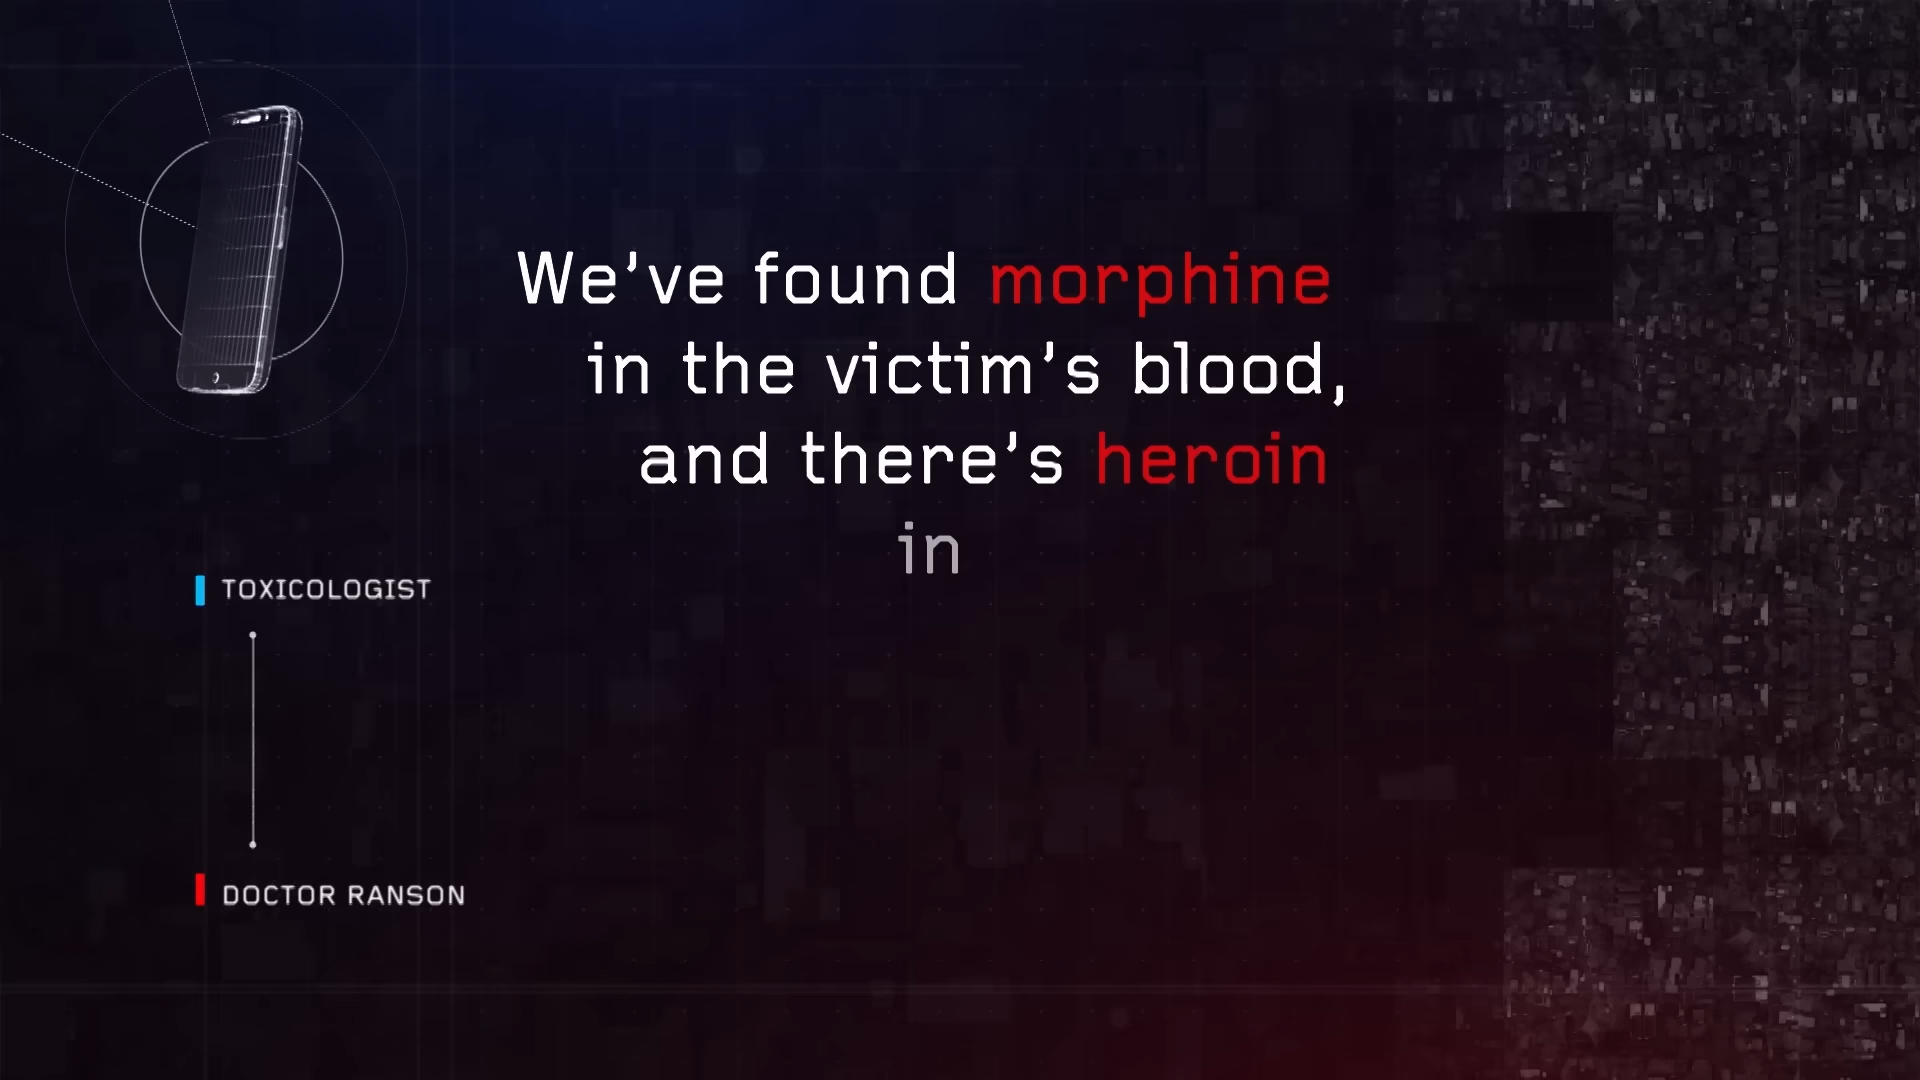 We've found morphine
in the victim's blood,
and there's heroin
in
TOXICOLOGIST
DOCTOR RANSON